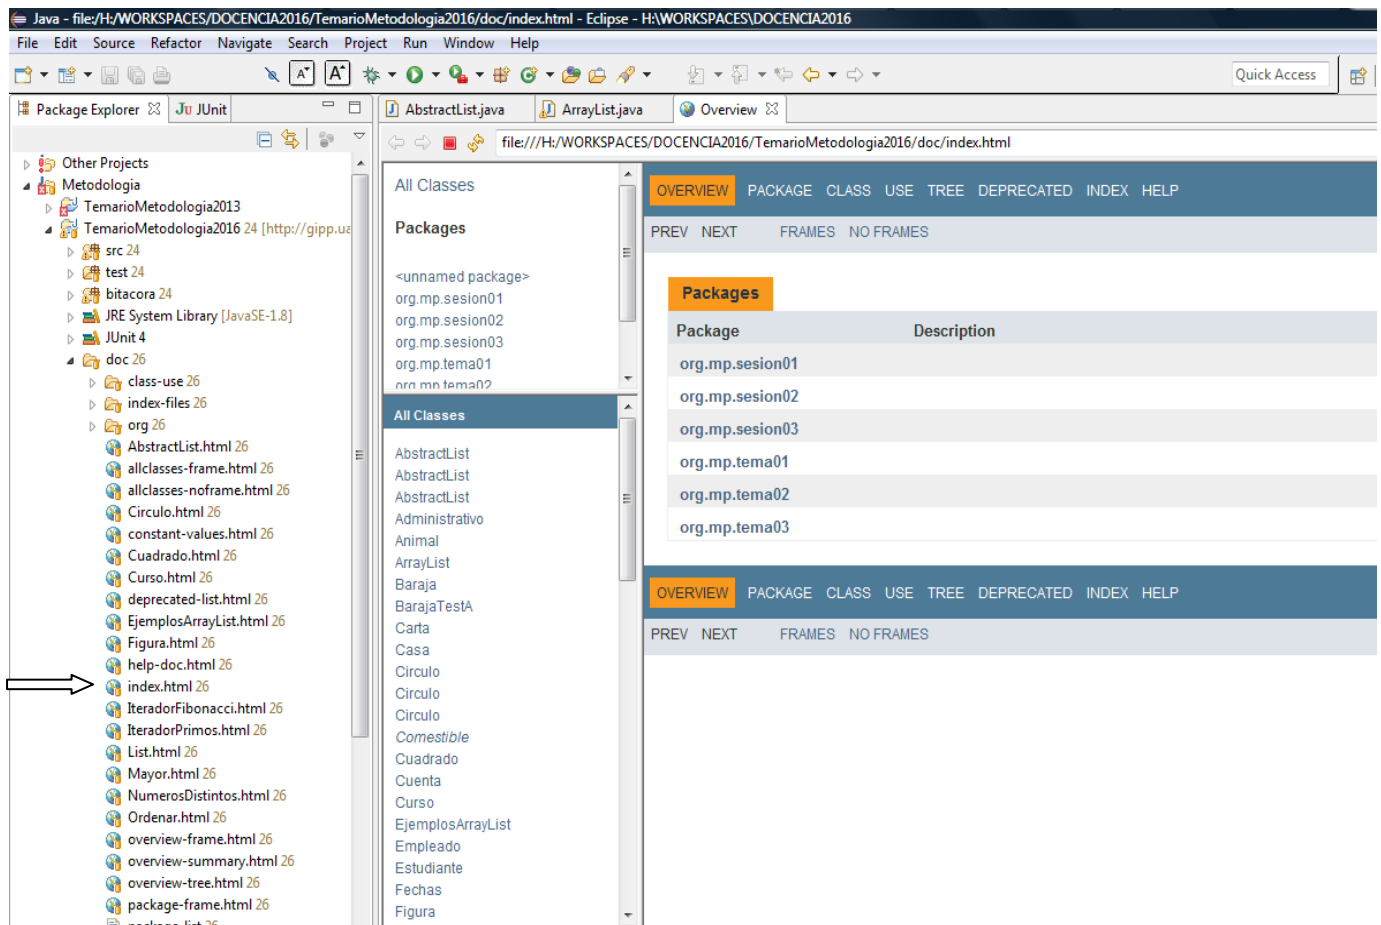 Java - file:/H:/WORKSPACES/DOCENCIA2016/TemarioMetodologia2016/doc/index.html - Eclipse - H:\WORKSPACES\DOCENCIA2016
File Edit Source Refactor Navigate Search Project Run Window Help
Quick Access
Package Explorer
JUnit
Other Projects
Metodologia
TemarioMetodologia2013
TemarioMetodologia2016 24 [http://gipp.ua
src 24
test 24
bitacora 24
JRE System Library [JavaSE-1.8]
JUnit 4
doc 26
class-use 26
index-files 26
org 26
AbstractList.html 26
allclasses-frame.html 26
allclasses-noframe.html 26
Circulo.html 26
constant-values.html 26
Cuadrado.html 26
Curso.html 26
deprecated-list.html 26
EjemplosArrayList.html 26
Figura.html 26
help-doc.html 26
index.html 26
IteradorFibonacci.html 26
IteradorPrimos.html 26
List.html 26
Mayor.html 26
NumerosDistintos.html 26
Ordenar.html 26
overview-frame.html 26
overview-summary.html 26
overview-tree.html 26
package-frame.html 26
package-list 26
AbstractList.java
ArrayList.java
Overview
file:///H:/WORKSPACES/DOCENCIA2016/TemarioMetodologia2016/doc/index.html
All Classes
Packages
<unnamed package>
org.mp.sesion01
org.mp.sesion02
org.mp.sesion03
org.mp.tema01
org.mp.tema02
All Classes
AbstractList
AbstractList
AbstractList
Administrativo
Animal
ArrayList
Baraja
BarajaTestA
Carta
Casa
Circulo
Circulo
Circulo
Comestible
Cuadrado
Cuenta
Curso
EjemplosArrayList
Empleado
Estudiante
Fechas
Figura
OVERVIEW PACKAGE CLASS USE TREE DEPRECATED INDEX HELP
PREV NEXT FRAMES NO FRAMES
Packages
Package Description
org.mp.sesion01
org.mp.sesion02
org.mp.sesion03
org.mp.tema01
org.mp.tema02
org.mp.tema03
OVERVIEW PACKAGE CLASS USE TREE DEPRECATED INDEX HELP
PREV NEXT FRAMES NO FRAMES